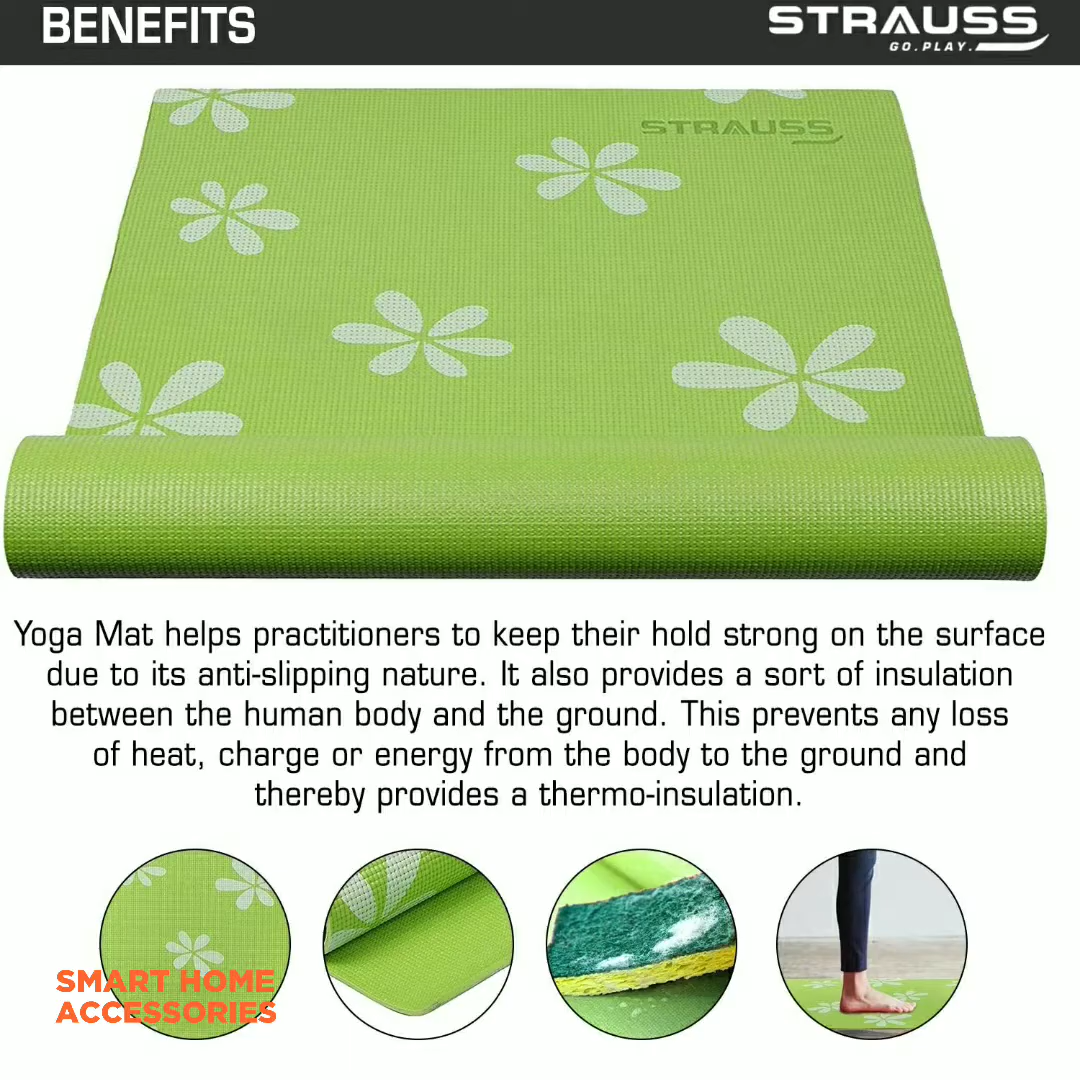 BENEFITS
STRAUSS
GO.PLAY.
STRAUSS
Yoga Mat helps practitioners to keep their hold strong on the surface
due to its anti-slipping nature. It also provides a sort of insulation
between the human body and the ground. This prevents any loss
of heat, charge or energy from the body to the ground and
thereby provides a thermo-insulation.
SMART HOME
ACCESSORIES